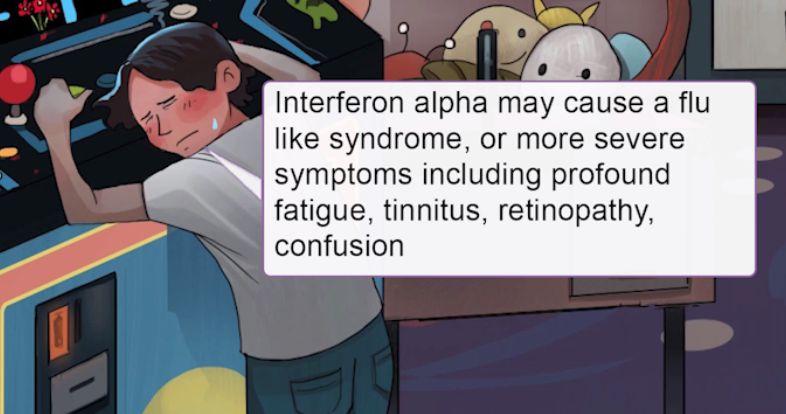 Interferon alpha may cause a flu
like syndrome, or more severe
symptoms including profound
fatigue, tinnitus, retinopathy,
confusion